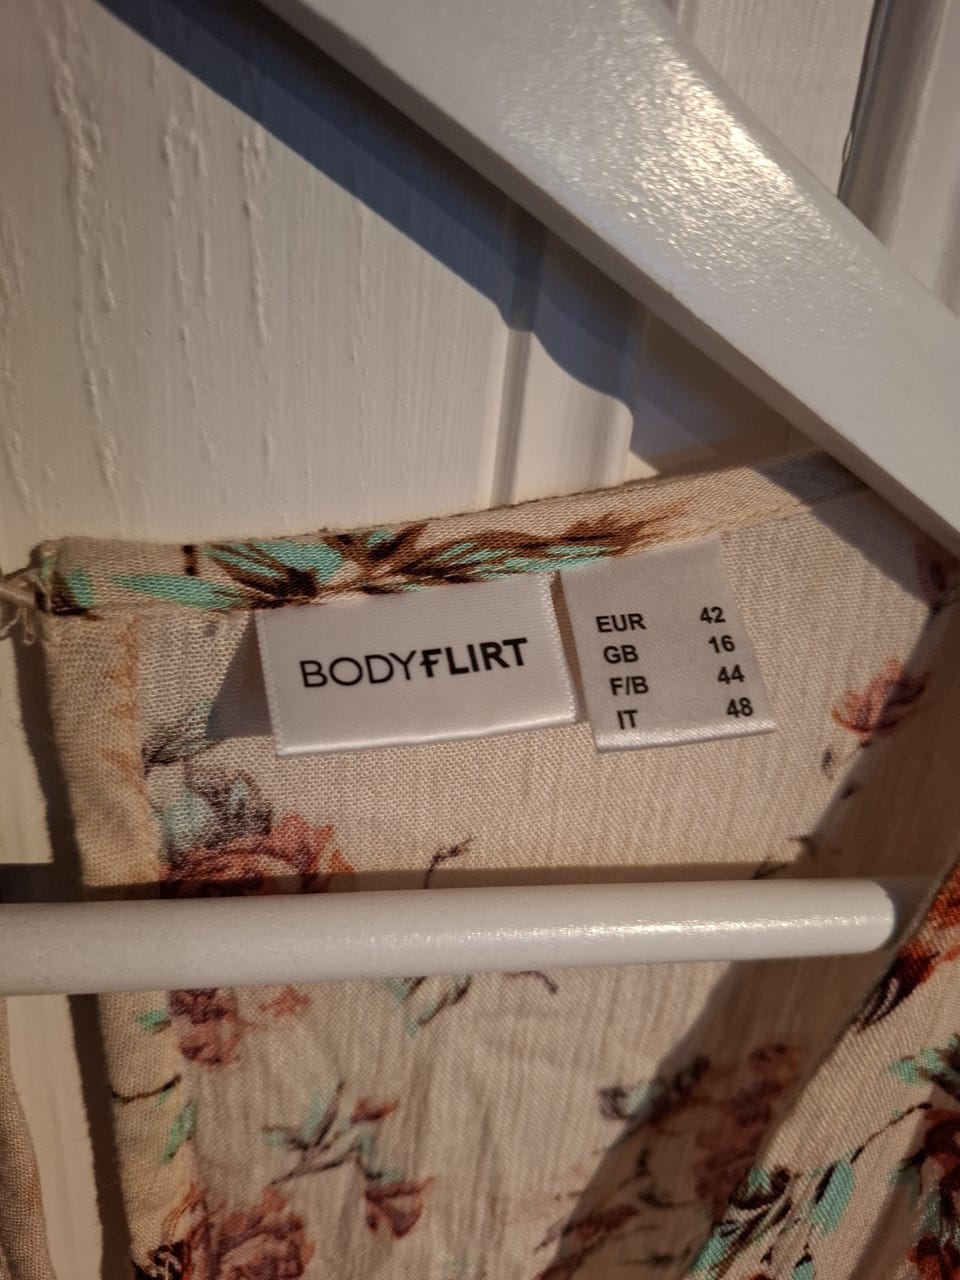 BODYFLIRT
EUR 42
GB 16
F/B 44
IT 48